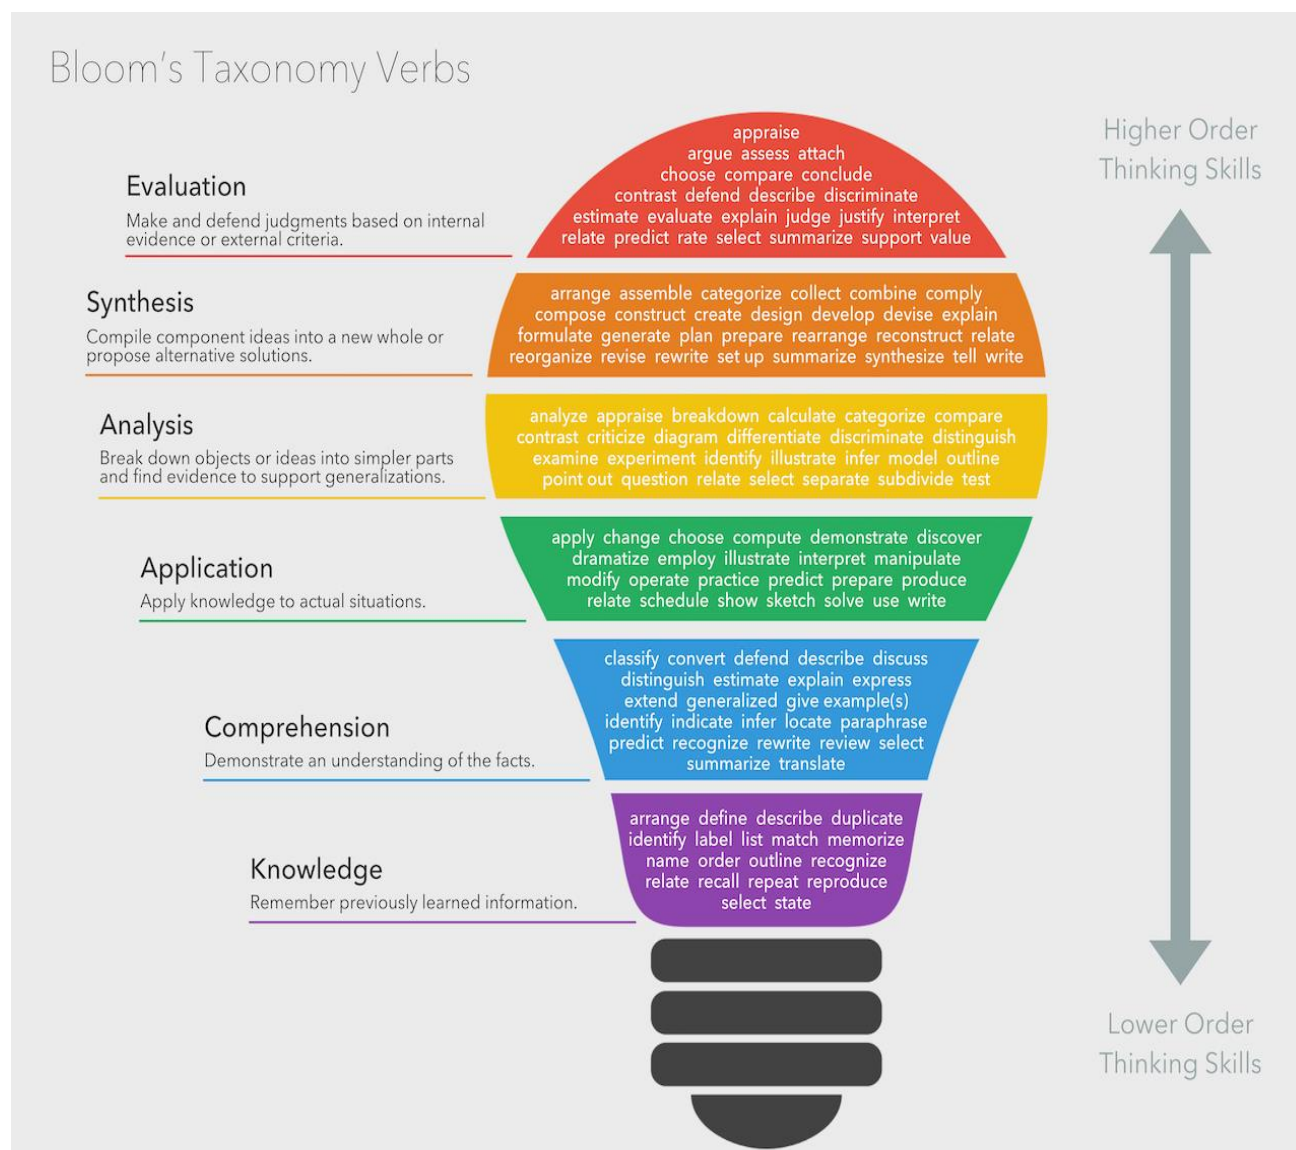 Bloom's Taxonomy Verbs
Higher Order
Thinking Skills
Evaluation
Make and defend judgments based on internal
evidence or external criteria.
appraise
argue assess attach
choose compare conclude
contrast defend describe discriminate
estimate evaluate explain judge justify interpret
relate predict rate select summarize support value
Synthesis
Compile component ideas into a new whole or
propose alternative solutions.
arrange assemble categorize collect combine comply
compose construct create design develop devise explain
formulate generate plan prepare rearrange reconstruct relate
reorganize revise rewrite set up summarize synthesize tell write
Analysis
Break down objects or ideas into simpler parts
and find evidence to support generalizations.
analyze appraise breakdown calculate categorize compare
contrast criticize diagram differentiate discriminate distinguish
examine experiment identify illustrate infer model outline
point out question relate select separate subdivide test
Application
Apply knowledge to actual situations.
apply change choose compute demonstrate discover
dramatize employ illustrate interpret manipulate
modify operate practice predict prepare produce
relate schedule show sketch solve use write
Comprehension
Demonstrate an understanding of the facts.
classify convert defend describe discuss
distinguish estimate explain express
extend generalized give example(s)
identify indicate infer locate paraphrase
predict recognize rewrite review select
summarize translate
Knowledge
Remember previously learned information.
arrange define describe duplicate
identify label list match memorize
name order outline recognize
relate recall repeat reproduce
select state
Lower Order
Thinking Skills